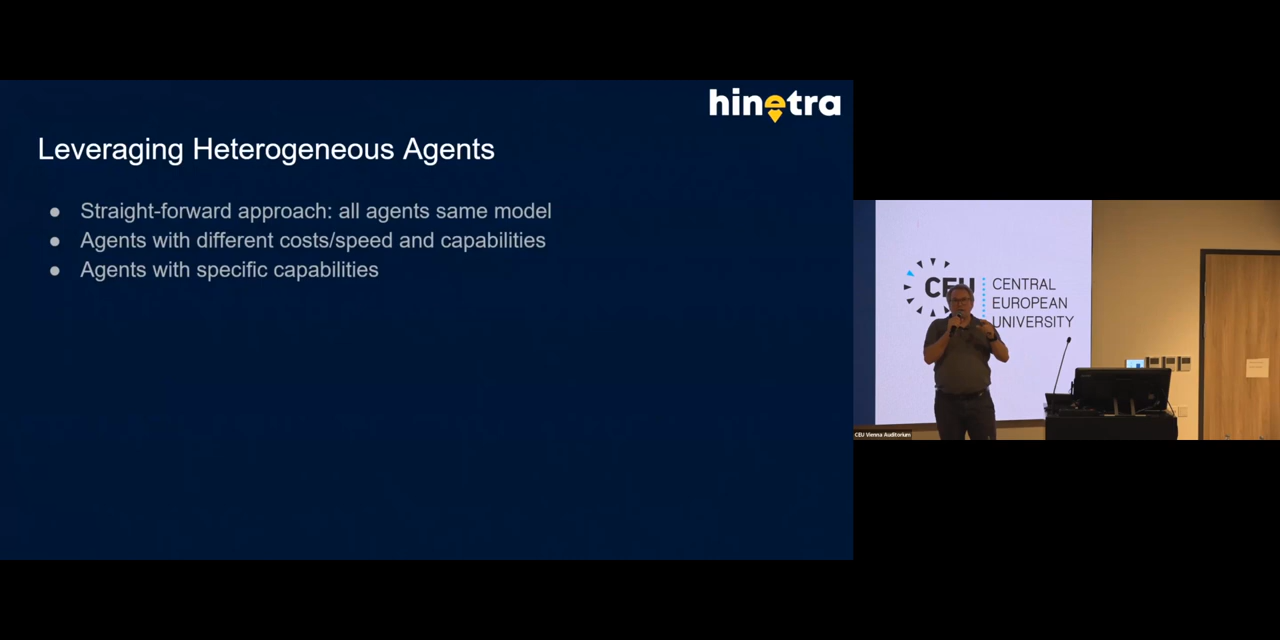 hinetra
Leveraging Heterogeneous Agents
● Straight-forward approach: all agents same model
● Agents with different costs/speed and capabilities
● Agents with specific capabilities
CEU
CENTRAL
EUROPEAN
UNIVERSITY
CEU Vienna Auditorium